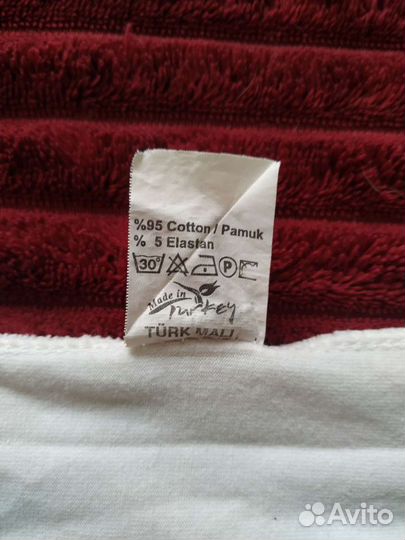 %95 Cotton / Pamuk
% 5 Elastan
30°
P
Made in
TURKEY
TÜRK MALI
Avito